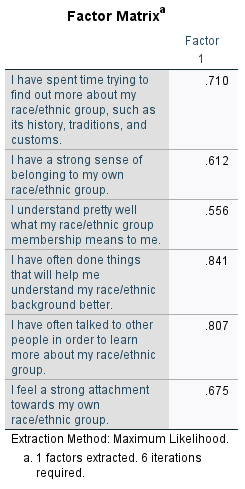 Factor Matrixa
Factor
1
I have spent time trying to
find out more about my
race/ethnic group, such as
its history, traditions, and
customs.
.710
I have a strong sense of
belonging to my own
race/ethnic group.
.612
I understand pretty well
what my race/ethnic group
membership means to me.
.556
I have often done things
that will help me
understand my race/ethnic
background better.
.841
I have often talked to other
people in order to learn
more about my race/ethnic
group.
.807
I feel a strong attachment
towards my own
race/ethnic group.
.675
Extraction Method: Maximum Likelihood.
a. 1 factors extracted. 6 iterations
required.